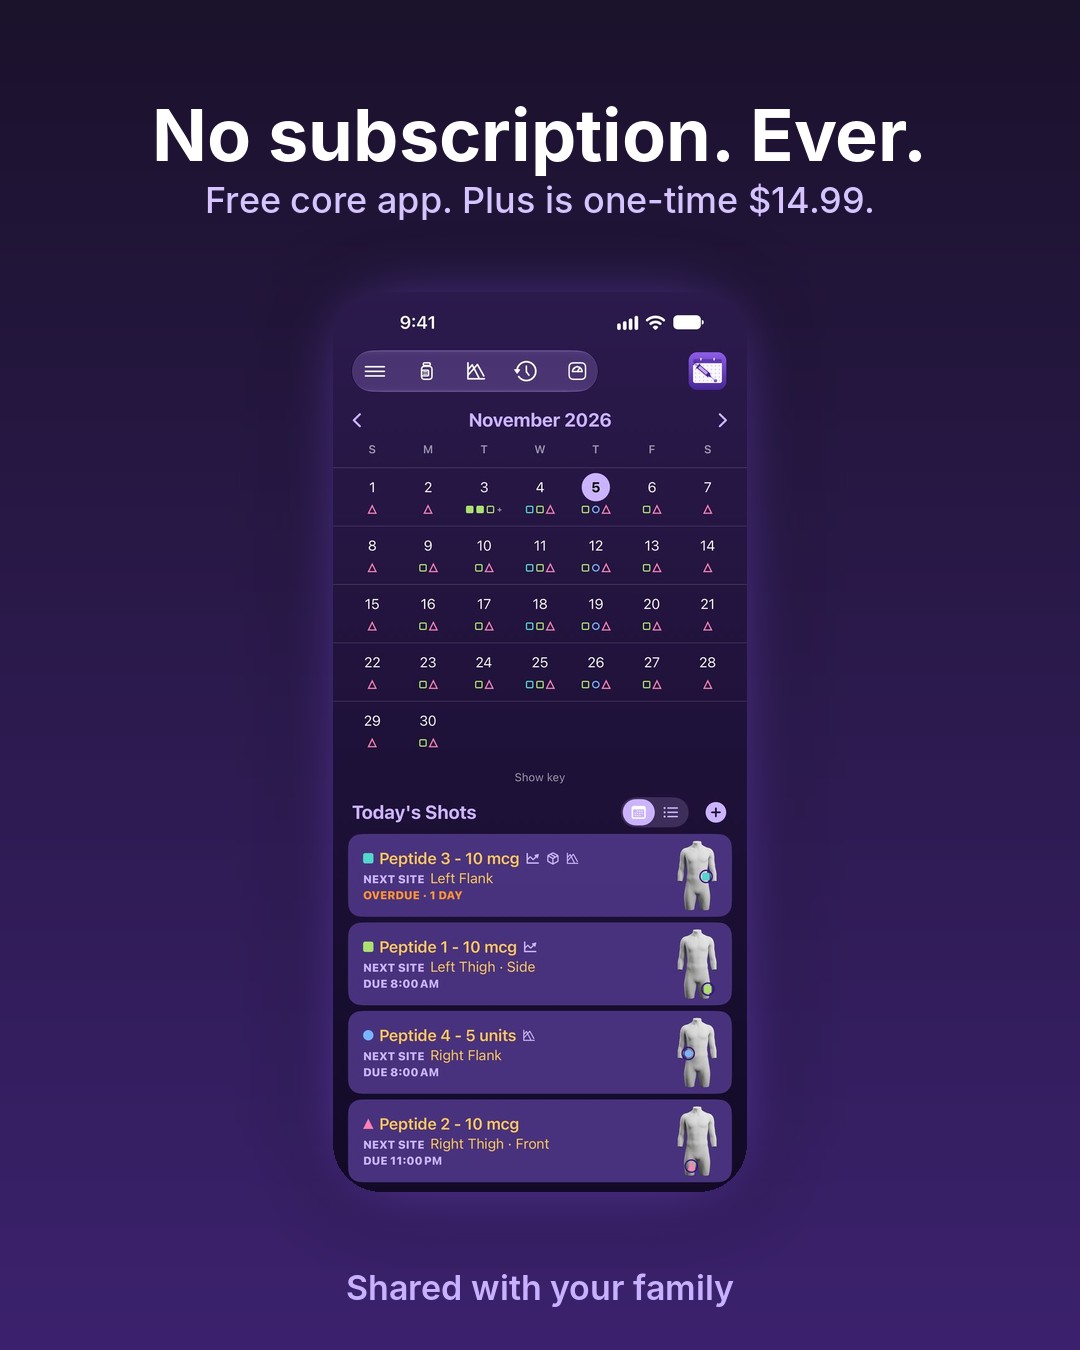 No subscription. Ever.
Free core app. Plus is one-time $14.99.
9:41
November 2026
S M T W T F S
1 2 3 4 5 6 7
+
8 9 10 11 12 13 14
15 16 17 18 19 20 21
22 23 24 25 26 27 28
29 30
Show key
Today's Shots
Peptide 3 - 10 mcg
NEXT SITE Left Flank
OVERDUE · 1 DAY
Peptide 1 - 10 mcg
NEXT SITE Left Thigh · Side
DUE 8:00 AM
Peptide 4 - 5 units
NEXT SITE Right Flank
DUE 8:00 AM
Peptide 2 - 10 mcg
NEXT SITE Right Thigh · Front
DUE 11:00 PM
Shared with your family